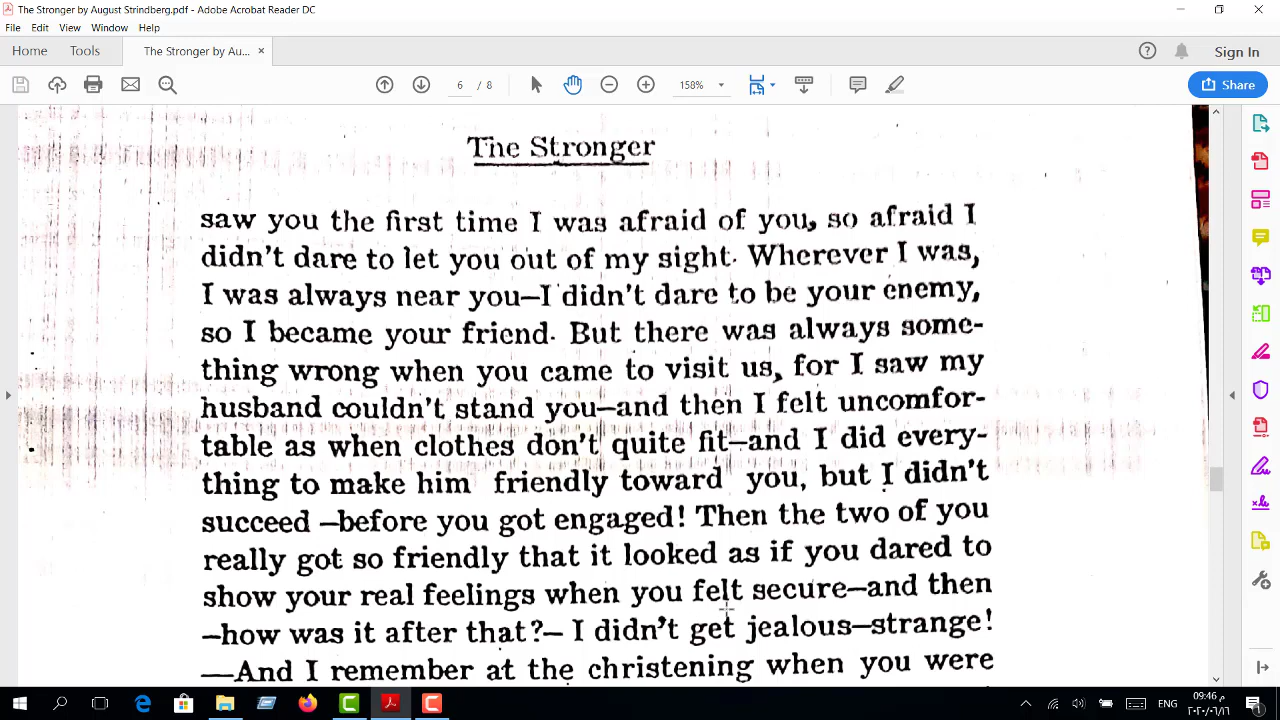 The Stronger by August Strindberg.pdf - Adobe Acrobat Reader DC
File Edit View Window Help
Home Tools The Stronger by Au... ×
Sign In
6 / 8
158%
Share
The Stronger
saw you the first time I was afraid of you, so afraid I
didn't dare to let you out of my sight. Wherever I was,
I was always near you—I didn't dare to be your enemy,
so I became your friend. But there was always some-
thing wrong when you came to visit us, for I saw my
husband couldn't stand you—and then I felt uncomfor-
table as when clothes don't quite fit—and I did every-
thing to make him friendly toward you, but I didn't
succeed —before you got engaged! Then the two of you
really got so friendly that it looked as if you dared to
show your real feelings when you felt secure—and then
—how was it after that?— I didn't get jealous—strange!
—And I remember at the christening when you were
ENG
09:46 م